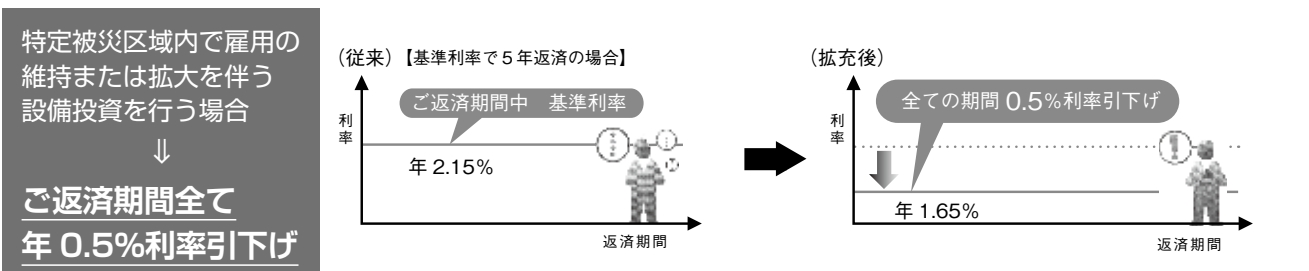 特定被災区域内で雇用の
維持または拡大を伴う
設備投資を行う場合
⇓
ご返済期間全て
年 0.5%利率引下げ
（従来）【基準利率で５年返済の場合】
利率
ご返済期間中　基準利率
年 2.15%
返済期間
（拡充後）
利率
全ての期間 0.5%利率引下げ
！
年 1.65%
返済期間